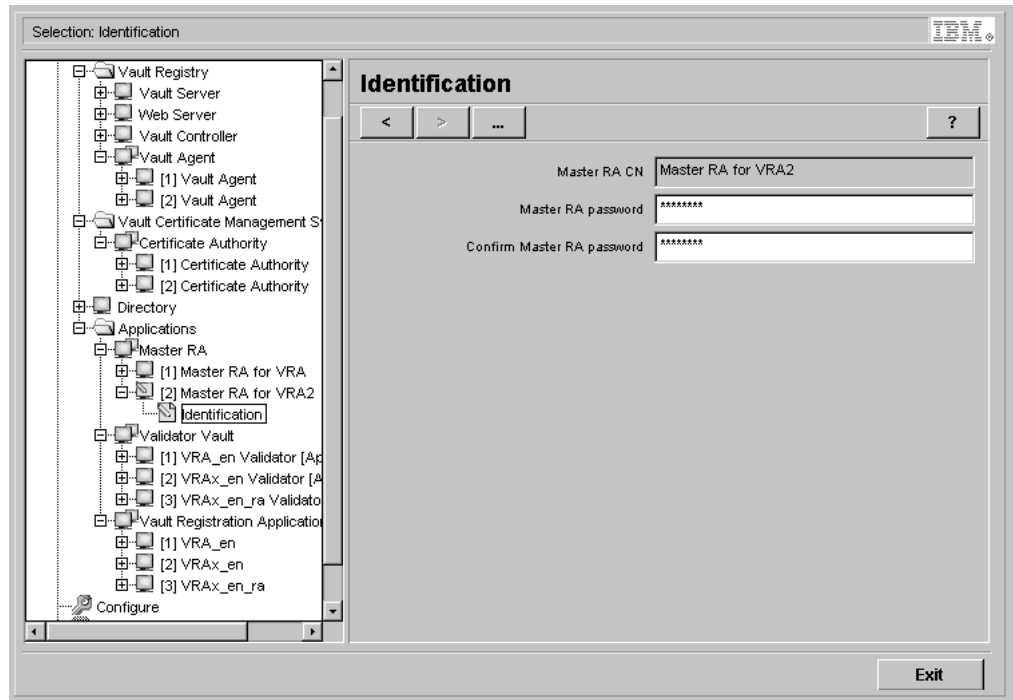 Selection: Identification
IBM®
Vault Registry
Vault Server
Web Server
Vault Controller
Vault Agent
[1] Vault Agent
[2] Vault Agent
Vault Certificate Management S
Certificate Authority
[1] Certificate Authority
[2] Certificate Authority
Directory
Applications
Master RA
[1] Master RA for VRA
[2] Master RA for VRA2
Identification
Validator Vault
[1] VRA_en Validator [Ap
[2] VRAx_en Validator [A
[3] VRAx_en_ra Validato
Vault Registration Application
[1] VRA_en
[2] VRAx_en
[3] VRAx_en_ra
Configure
Identification
< > ... ?
Master RA CN Master RA for VRA2
Master RA password ********
Confirm Master RA password ********
Exit